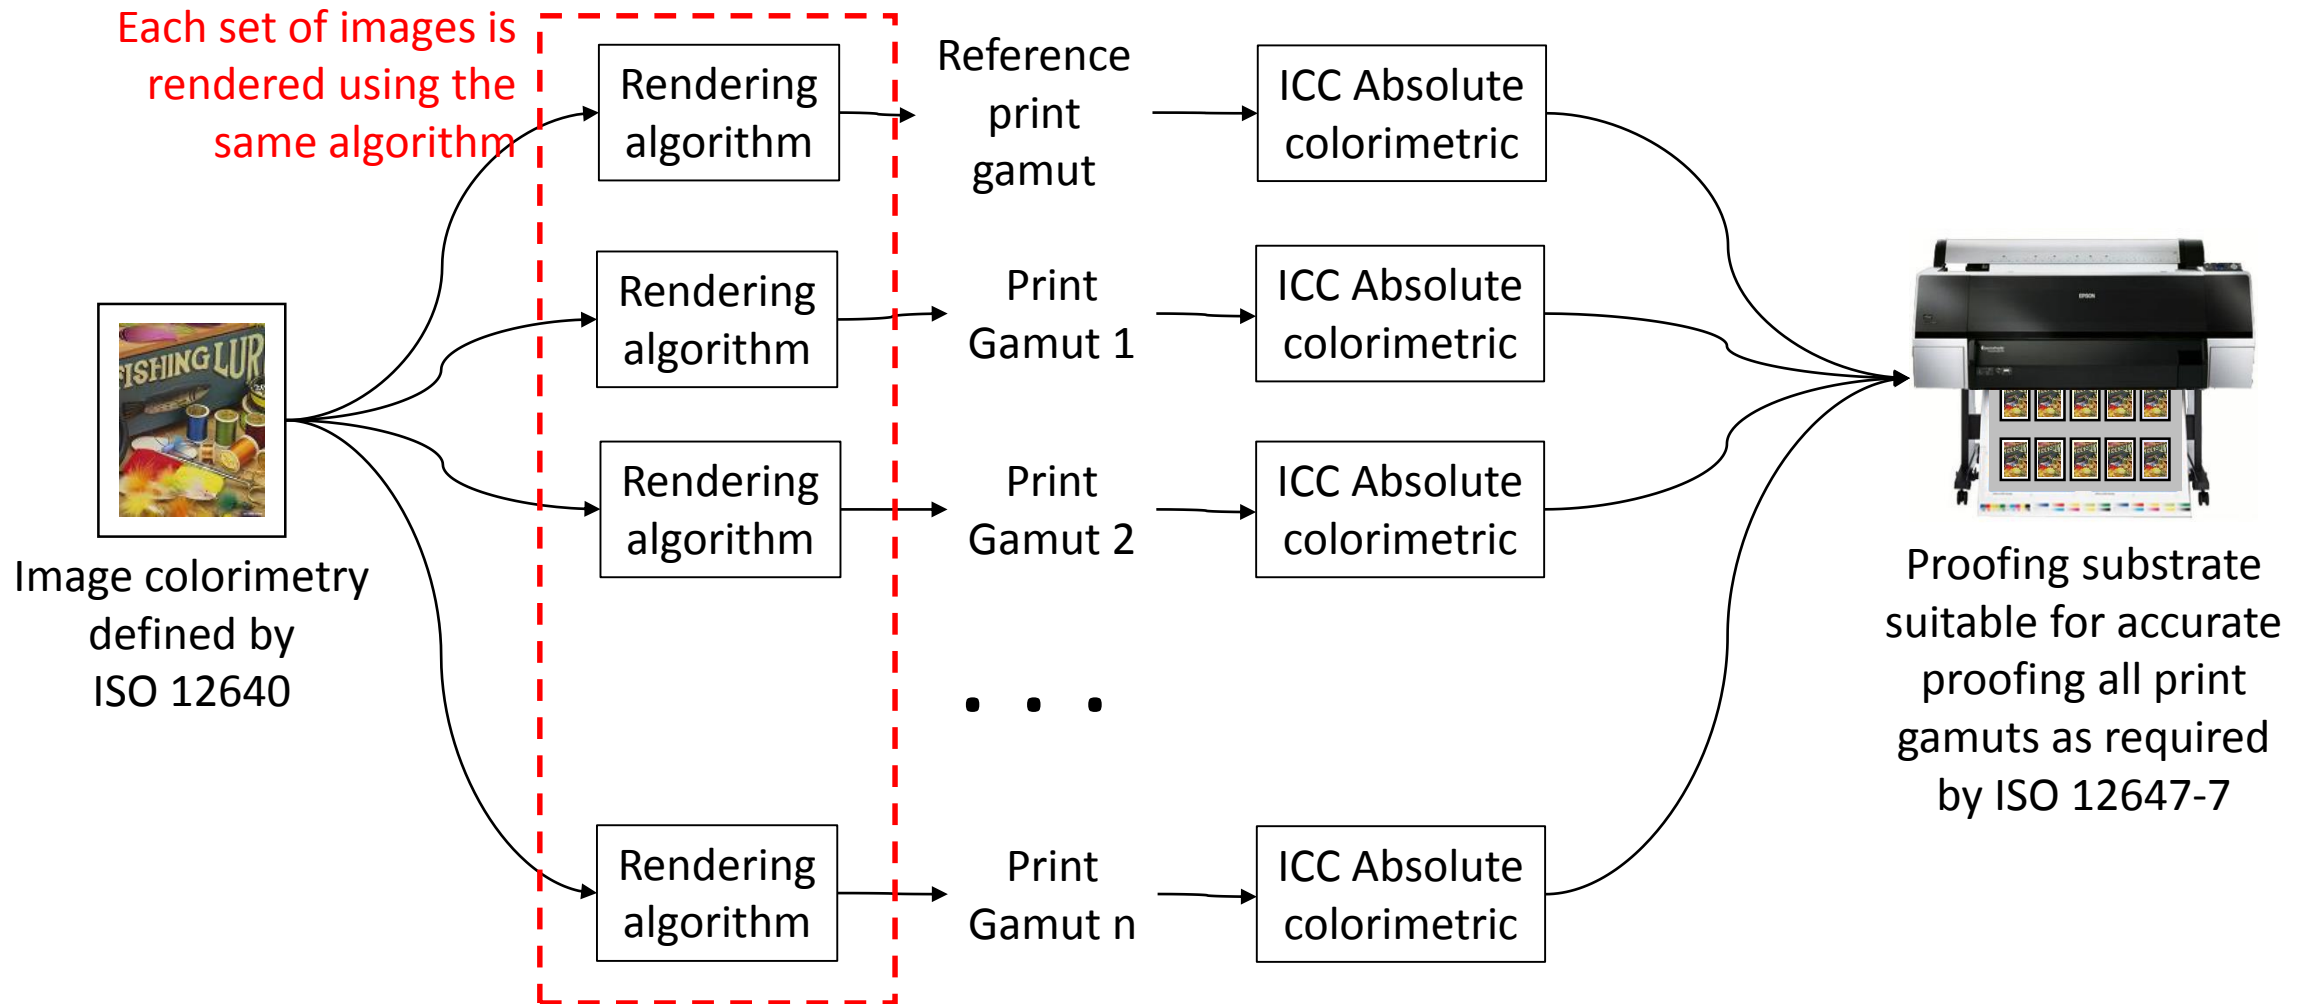 Each set of images is
rendered using the
same algorithm
Rendering
algorithm
Reference
print
gamut
ICC Absolute
colorimetric
Rendering
algorithm
Print
Gamut 1
ICC Absolute
colorimetric
Rendering
algorithm
Print
Gamut 2
ICC Absolute
colorimetric
. . .
Rendering
algorithm
Print
Gamut n
ICC Absolute
colorimetric
FISHING LUR
Image colorimetry
defined by
ISO 12640
EPSON
Proofing substrate
suitable for accurate
proofing all print
gamuts as required
by ISO 12647-7